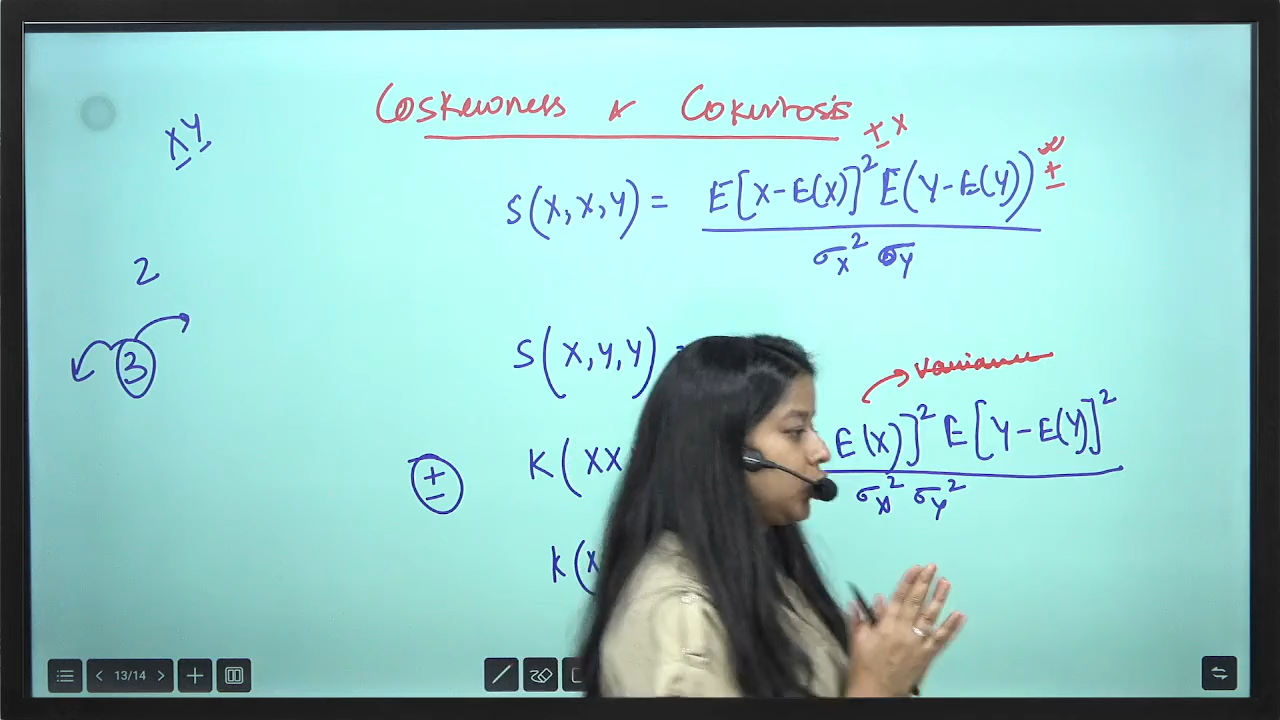 Coskewness & Cokurtosis
XY
± X
S(X, X, Y) = E[X-E(X)]² E(Y-E(Y)) ±
σx² σy
2
3
S(X, Y, Y) =
Variance
± K(XX E(X)]² E[Y-E(Y)]²
σx² σy²
K(X
13/14